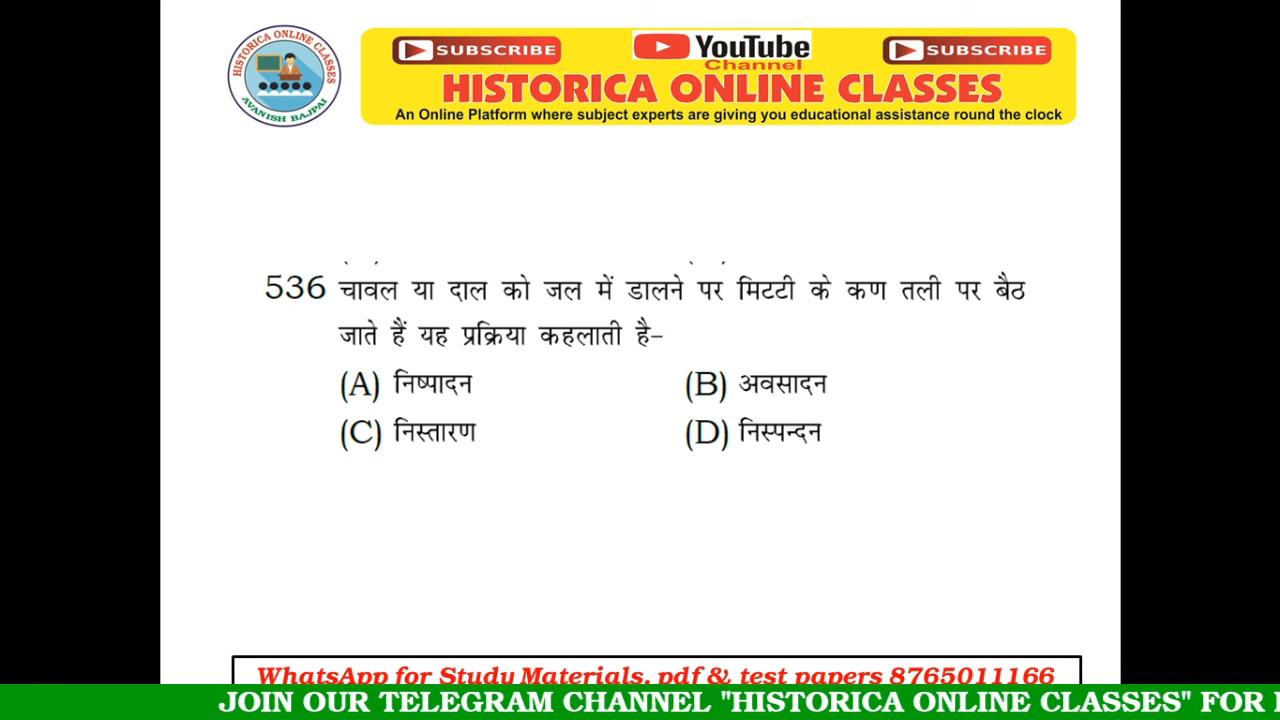 HISTORICA ONLINE CLASSES
AVANISH BAJPAI
SUBSCRIBE
YouTube
SUBSCRIBE
Channel
HISTORICA ONLINE CLASSES
An Online Platform where subject experts are giving you educational assistance round the clock
536 चावल या दाल को जल में डालने पर मिटटी के कण तली पर बैठ
जाते हैं यह प्रक्रिया कहलाती है–
(A) निष्पादन (B) अवसादन
(C) निस्तारण (D) निस्पन्दन
WhatsApp for Study Materials, pdf & test papers 8765011166
JOIN OUR TELEGRAM CHANNEL "HISTORICA ONLINE CLASSES" FOR